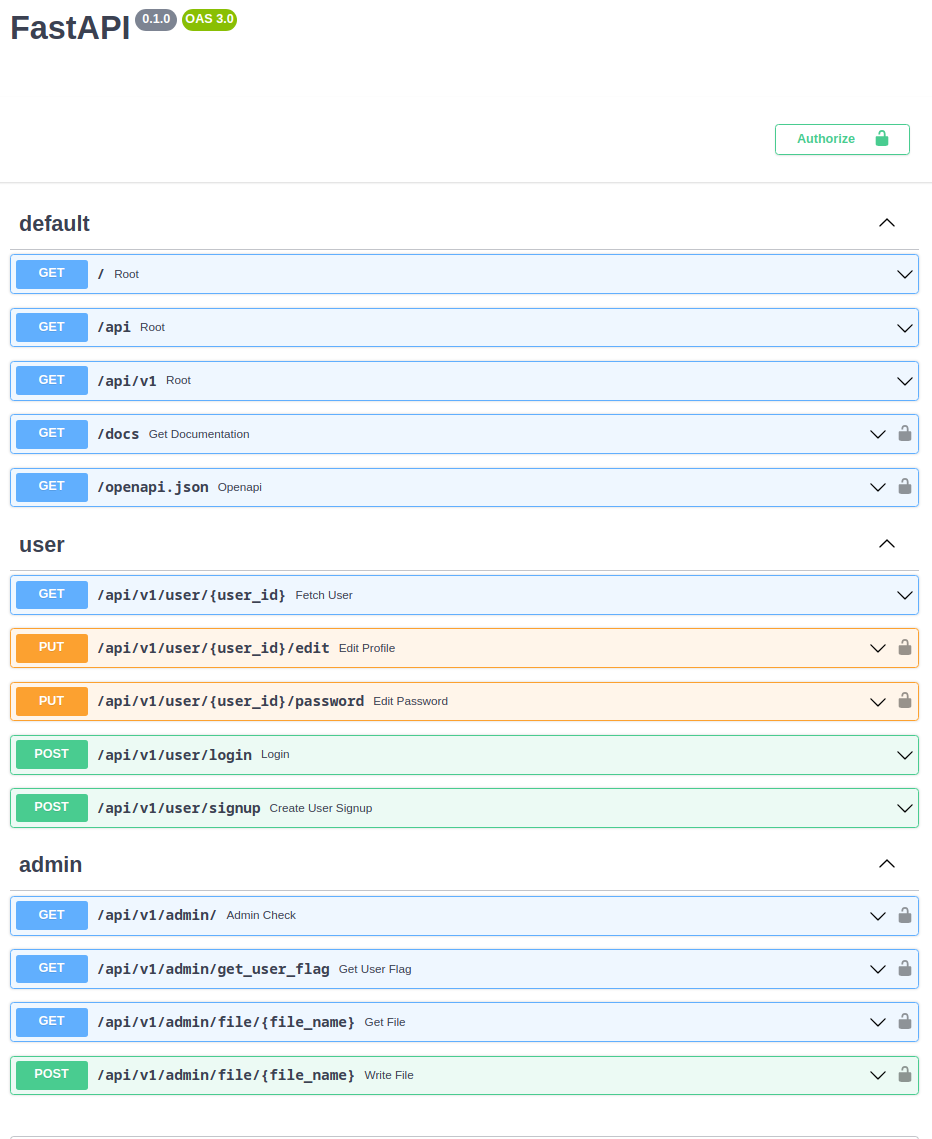 FastAPI 0.1.0 OAS 3.0
Authorize
default
GET / Root
GET /api Root
GET /api/v1 Root
GET /docs Get Documentation
GET /openapi.json Openapi
user
GET /api/v1/user/{user_id} Fetch User
PUT /api/v1/user/{user_id}/edit Edit Profile
PUT /api/v1/user/{user_id}/password Edit Password
POST /api/v1/user/login Login
POST /api/v1/user/signup Create User Signup
admin
GET /api/v1/admin/ Admin Check
GET /api/v1/admin/get_user_flag Get User Flag
GET /api/v1/admin/file/{file_name} Get File
POST /api/v1/admin/file/{file_name} Write File